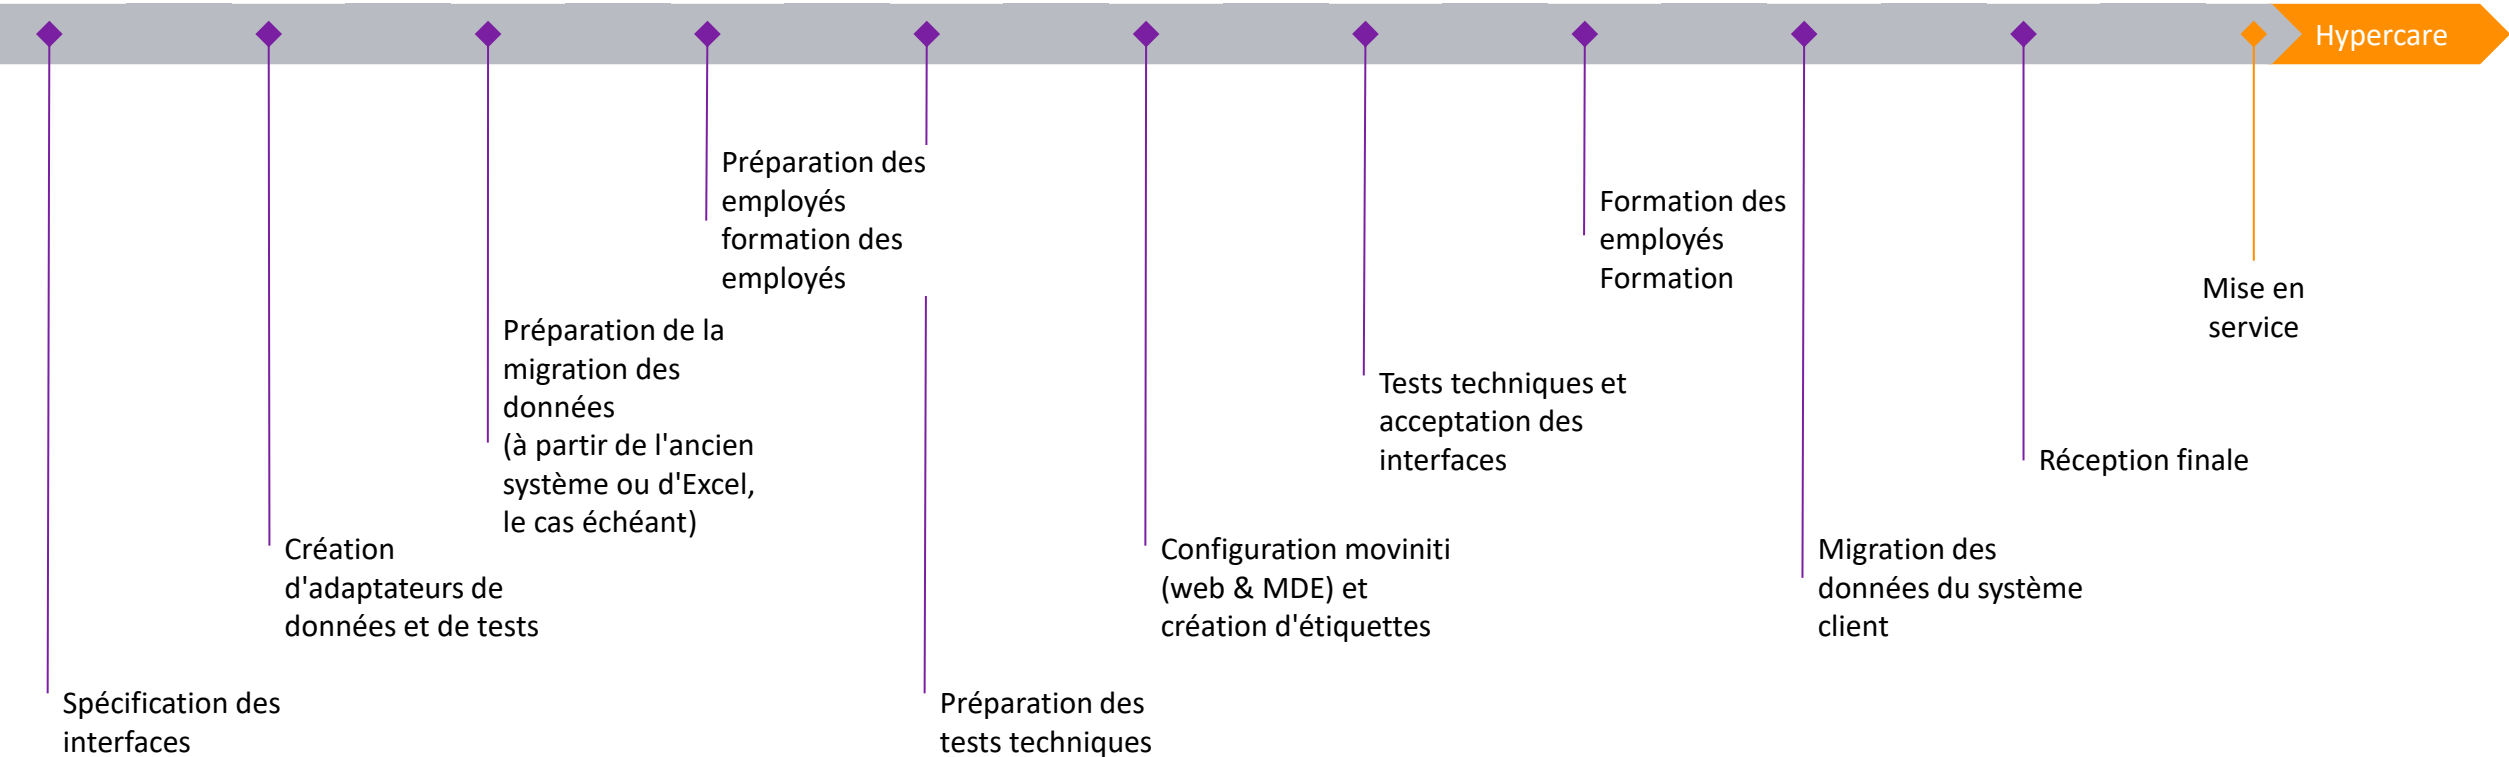 Hypercare
Spécification des
interfaces
Création
d'adaptateurs de
données et de tests
Préparation de la
migration des
données
(à partir de l'ancien
système ou d'Excel,
le cas échéant)
Préparation des
employés
formation des
employés
Préparation des
tests techniques
Configuration moviniti
(web & MDE) et
création d'étiquettes
Tests techniques et
acceptation des
interfaces
Formation des
employés
Formation
Migration des
données du système
client
Réception finale
Mise en
service